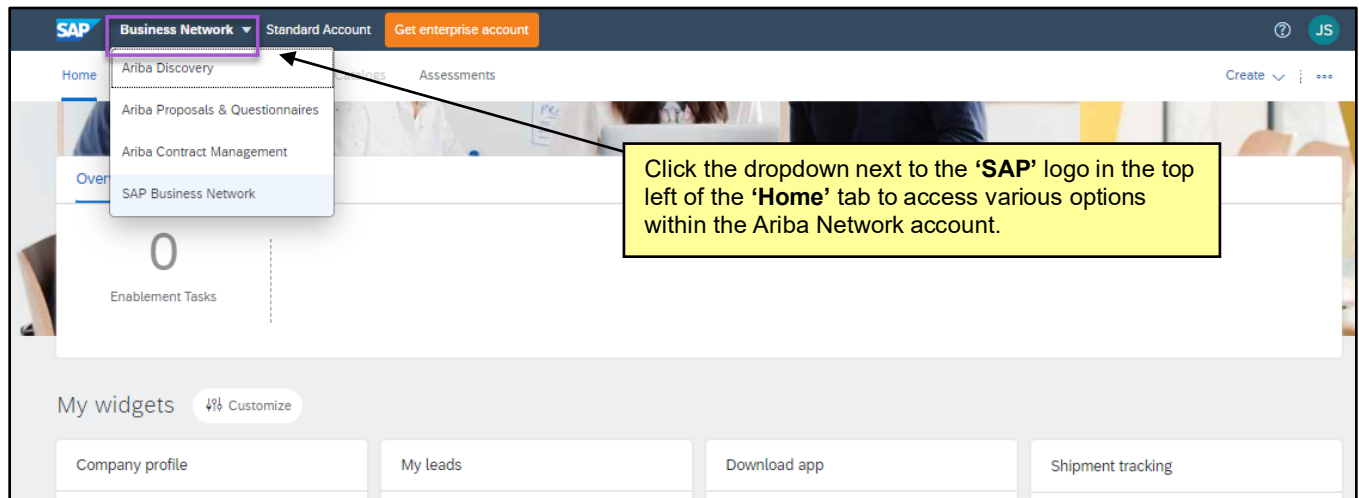 SAP Business Network Standard Account Get enterprise account JS
Home Catalogs Assessments Create
Ariba Discovery
Ariba Proposals & Questionnaires
Ariba Contract Management
SAP Business Network
Click the dropdown next to the ‘SAP’ logo in the top
left of the ‘Home’ tab to access various options
within the Ariba Network account.
0
Enablement Tasks
My widgets Customize
Company profile My leads Download app Shipment tracking